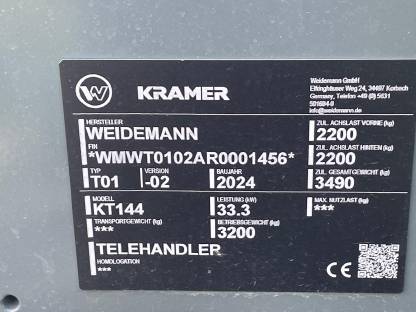 KRAMER
Weidemann GmbH
Elfringhäuser Weg 24, 34497 Korbach
Germany, Telefon +49 (0) 5631
501694-0
info@weidemann.de
HERSTELLER
WEIDEMANN
FIN
*WMWT0102AR0001456*
TYP VERSION BAUJAHR
T01 -02 2024
MODELL LEISTUNG (kW)
KT144 33.3
TRANSPORTGEWICHT (kg) BETRIEBSGEWICHT (kg)
*** 3200
TELEHANDLER
HOMOLOGATION
***
ZUL. ACHSLAST VORNE (kg)
2200
ZUL. ACHSLAST HINTEN (kg)
2200
ZUL. GESAMTGEWICHT (kg)
3490
MAX. NUTZLAST (kg)
***
CE